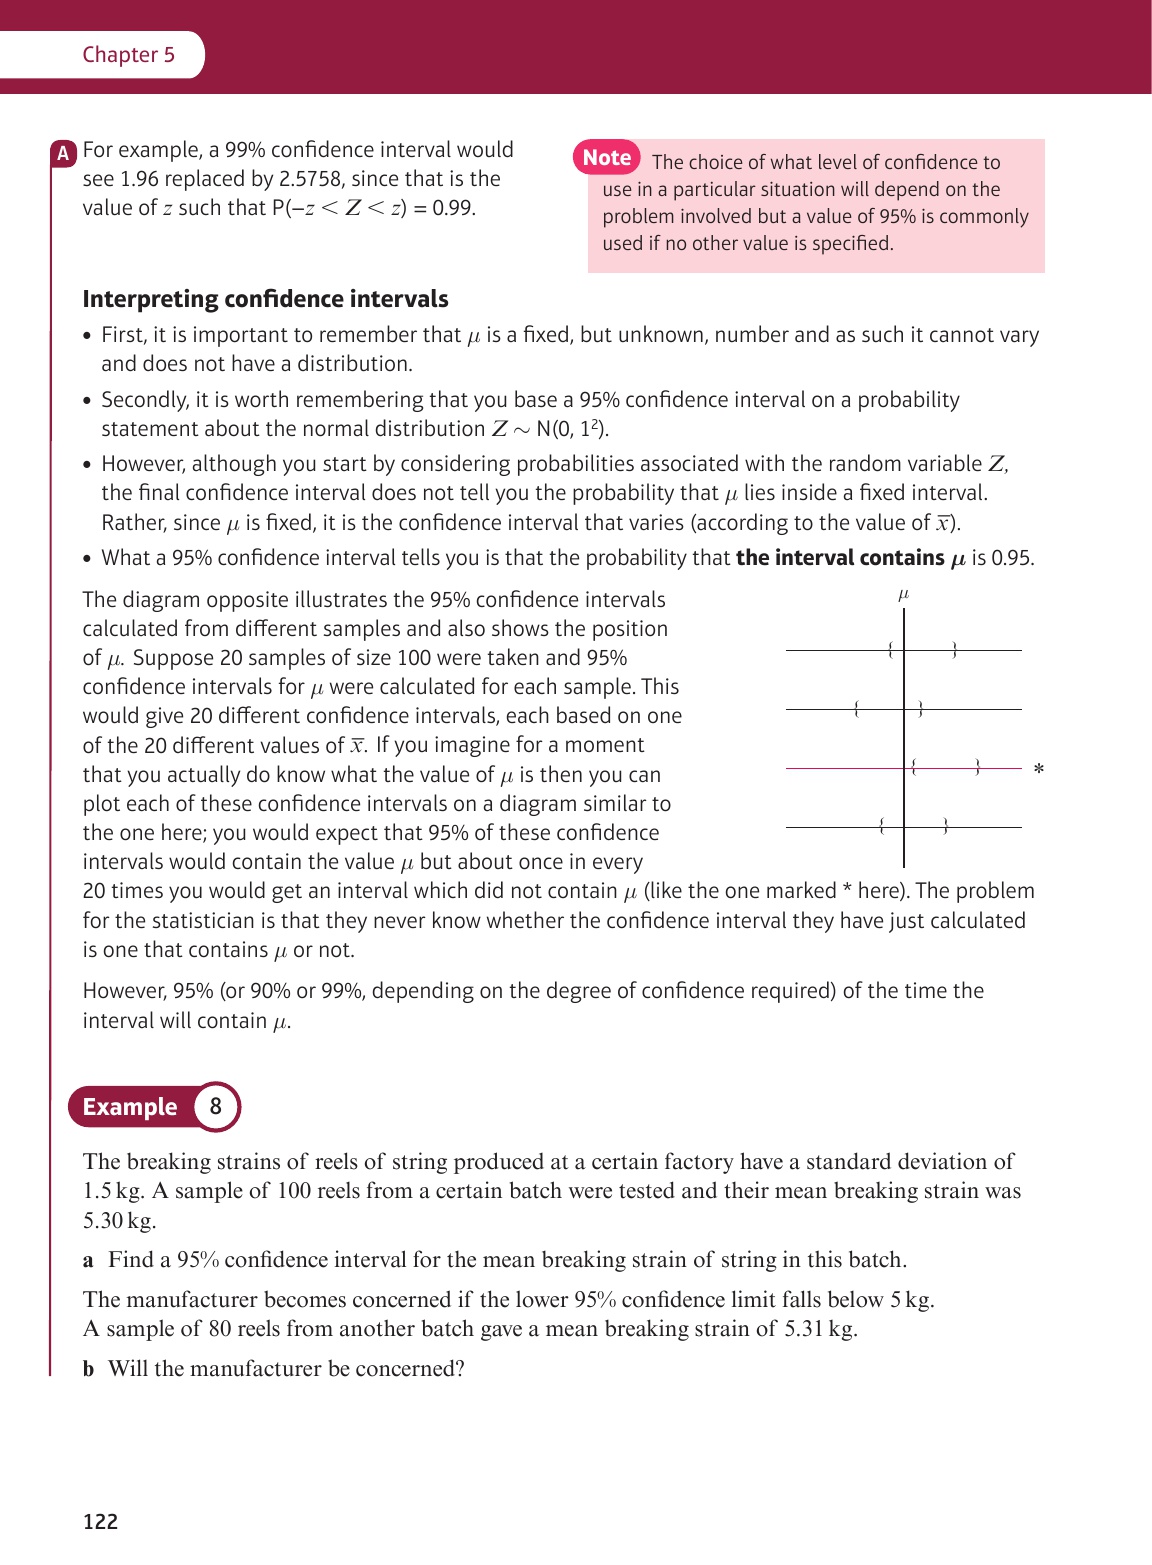 Chapter 5
A
For example, a 99% confidence interval would
see 1.96 replaced by 2.5758, since that is the
value of z such that P(−z < Z < z) = 0.99.
Note The choice of what level of confidence to
use in a particular situation will depend on the
problem involved but a value of 95% is commonly
used if no other value is specified.
Interpreting confidence intervals
• First, it is important to remember that μ is a fixed, but unknown, number and as such it cannot vary
and does not have a distribution.
• Secondly, it is worth remembering that you base a 95% confidence interval on a probability
statement about the normal distribution Z ∼ N(0, 1²).
• However, although you start by considering probabilities associated with the random variable Z,
the final confidence interval does not tell you the probability that μ lies inside a fixed interval.
Rather, since μ is fixed, it is the confidence interval that varies (according to the value of x̅).
• What a 95% confidence interval tells you is that the probability that the interval contains μ is 0.95.
The diagram opposite illustrates the 95% confidence intervals
calculated from different samples and also shows the position
of μ. Suppose 20 samples of size 100 were taken and 95%
confidence intervals for μ were calculated for each sample. This
would give 20 different confidence intervals, each based on one
of the 20 different values of x̅. If you imagine for a moment
that you actually do know what the value of μ is then you can
plot each of these confidence intervals on a diagram similar to
the one here; you would expect that 95% of these confidence
intervals would contain the value μ but about once in every
20 times you would get an interval which did not contain μ (like the one marked * here). The problem
for the statistician is that they never know whether the confidence interval they have just calculated
is one that contains μ or not.
μ
{ }
{ }
{ } *
{ }
However, 95% (or 90% or 99%, depending on the degree of confidence required) of the time the
interval will contain μ.
Example 8
The breaking strains of reels of string produced at a certain factory have a standard deviation of
1.5 kg. A sample of 100 reels from a certain batch were tested and their mean breaking strain was
5.30 kg.
a Find a 95% confidence interval for the mean breaking strain of string in this batch.
The manufacturer becomes concerned if the lower 95% confidence limit falls below 5 kg.
A sample of 80 reels from another batch gave a mean breaking strain of 5.31 kg.
b Will the manufacturer be concerned?
122